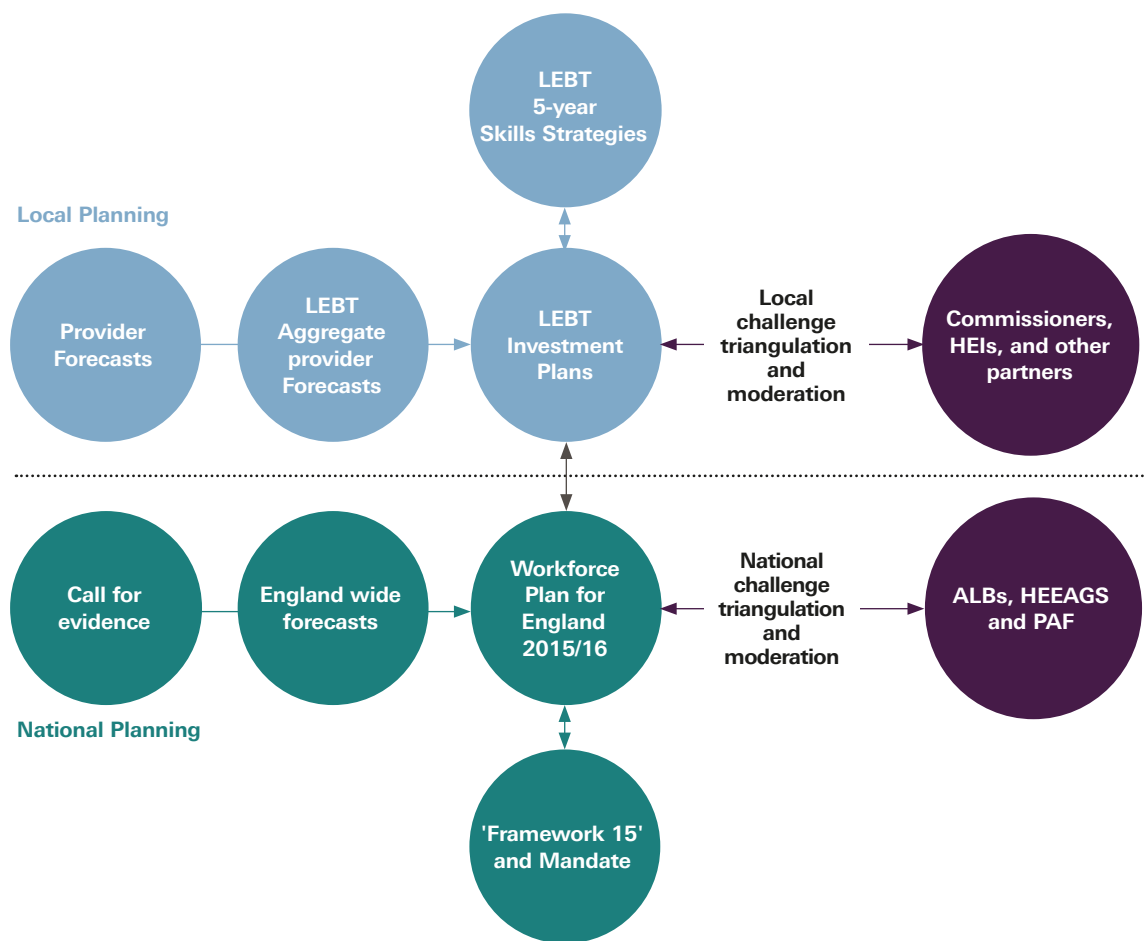 LEBT
5-year
Skills Strategies
Local Planning
Provider
Forecasts
LEBT
Aggregate
provider
Forecasts
LEBT
Investment
Plans
Local
challenge
triangulation
and
moderation
Commissioners,
HEIs, and other
partners
Call for
evidence
England wide
forecasts
Workforce
Plan for
England
2015/16
National
challenge
triangulation
and
moderation
ALBs, HEEAGS
and PAF
National Planning
'Framework 15'
and Mandate